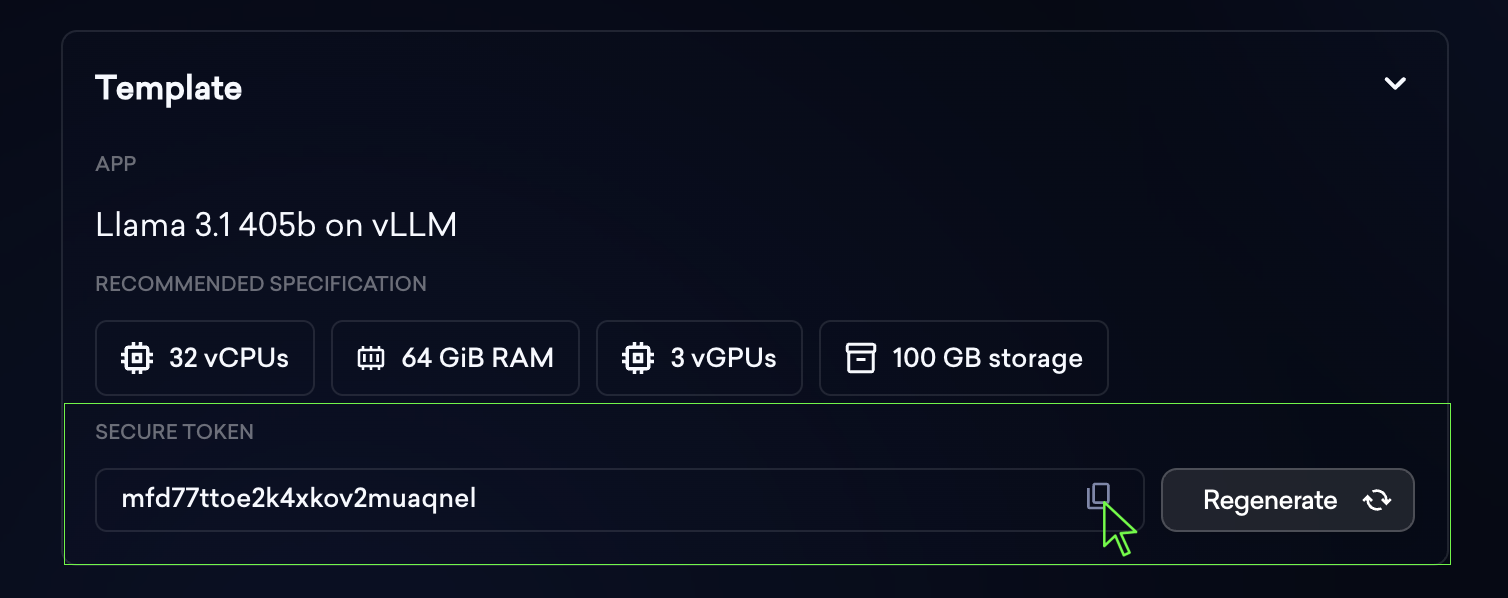 Template
APP
Llama 3.1 405b on vLLM
RECOMMENDED SPECIFICATION
32 vCPUs 64 GiB RAM 3 vGPUs 100 GB storage
SECURE TOKEN
mfd77ttoe2k4xkov2muaqnel Regenerate